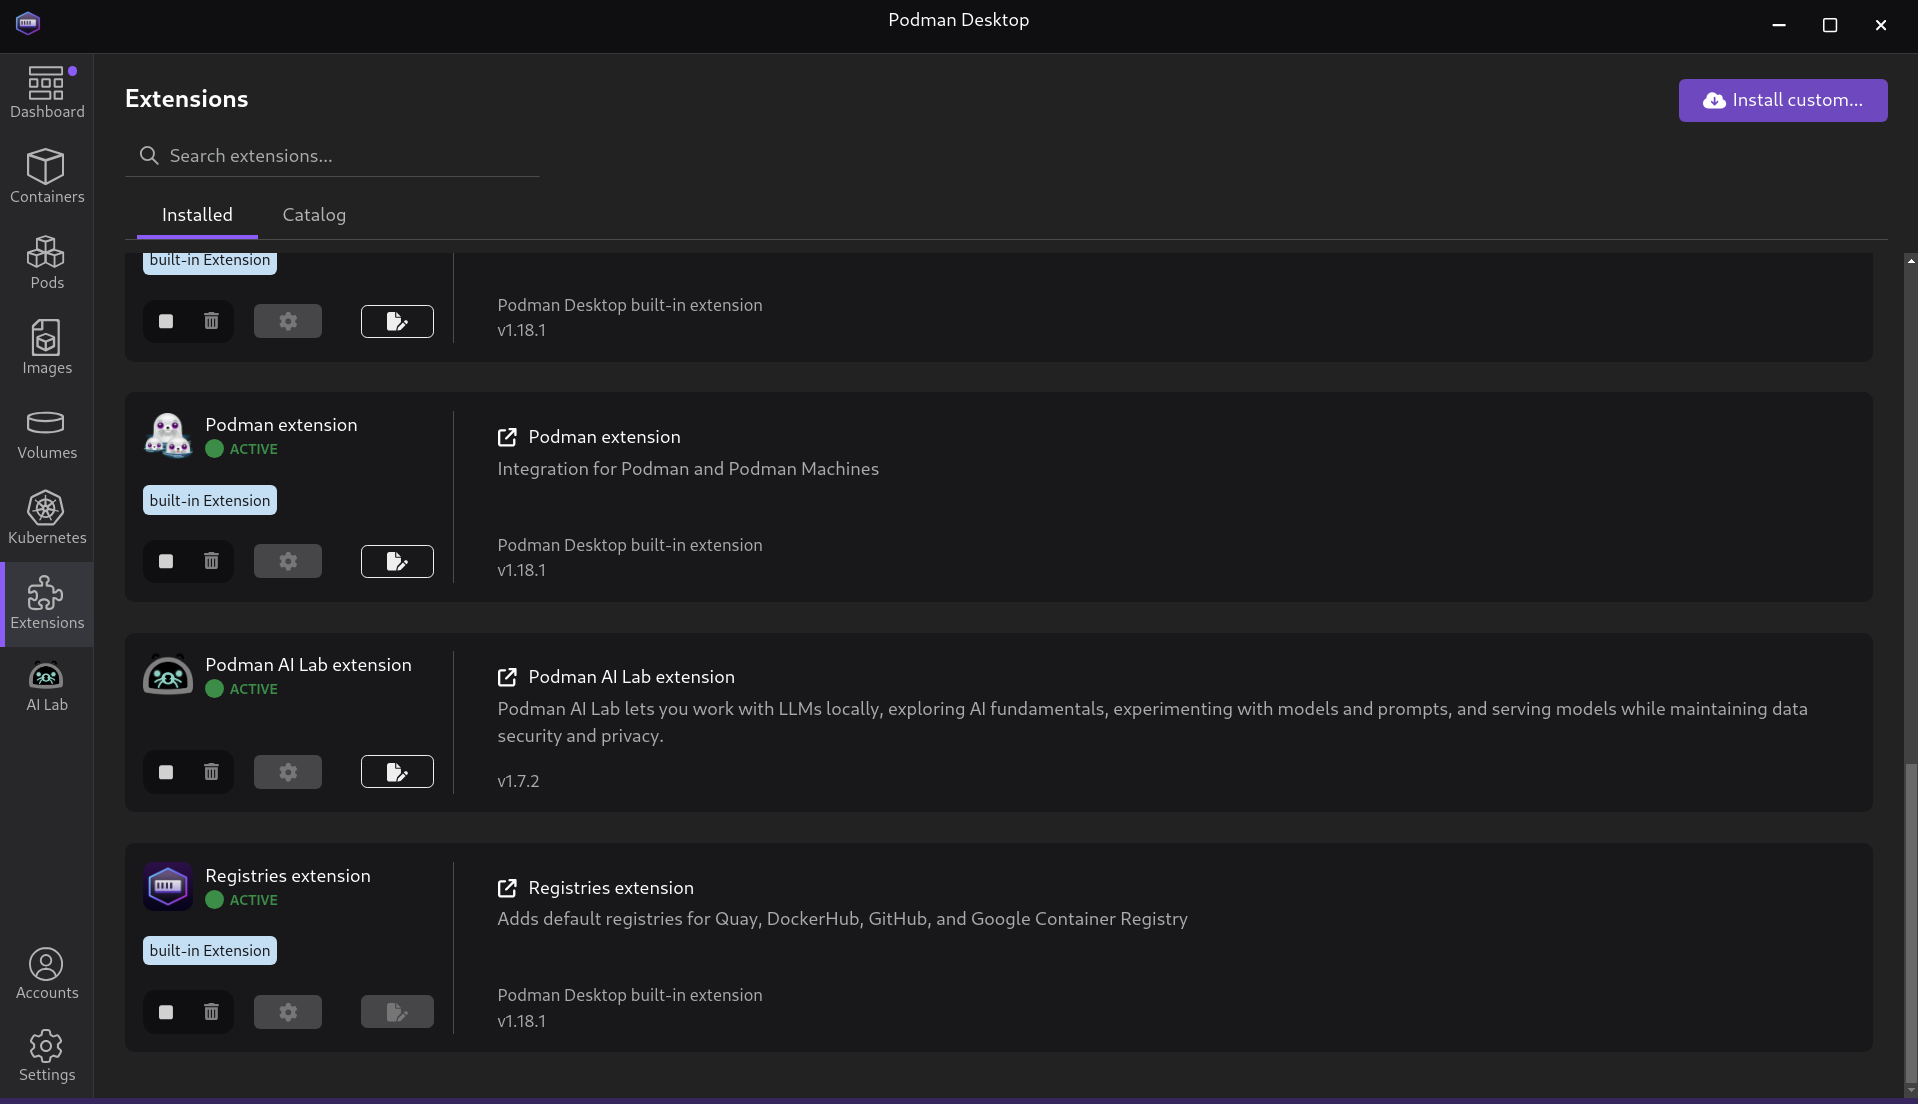 Podman Desktop
Dashboard
Containers
Pods
Images
Volumes
Kubernetes
Extensions
AI Lab
Accounts
Settings
Extensions
Install custom...
Search extensions...
Installed
Catalog
built-in Extension
Podman Desktop built-in extension
v1.18.1
Podman extension
ACTIVE
built-in Extension
Podman extension
Integration for Podman and Podman Machines
Podman Desktop built-in extension
v1.18.1
Podman AI Lab extension
ACTIVE
Podman AI Lab extension
Podman AI Lab lets you work with LLMs locally, exploring AI fundamentals, experimenting with models and prompts, and serving models while maintaining data
security and privacy.
v1.7.2
Registries extension
ACTIVE
built-in Extension
Registries extension
Adds default registries for Quay, DockerHub, GitHub, and Google Container Registry
Podman Desktop built-in extension
v1.18.1